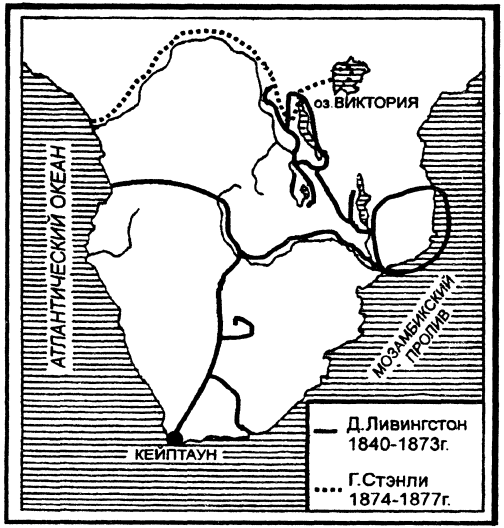 оз.ВИКТОРИЯ
АТЛАНТИЧЕСКИЙ ОКЕАН
МОЗАМБИКСКИЙ
ПРОЛИВ
КЕЙПТАУН
Д.Ливингстон
1840-1873г.
Г.Стэнли
1874-1877г.